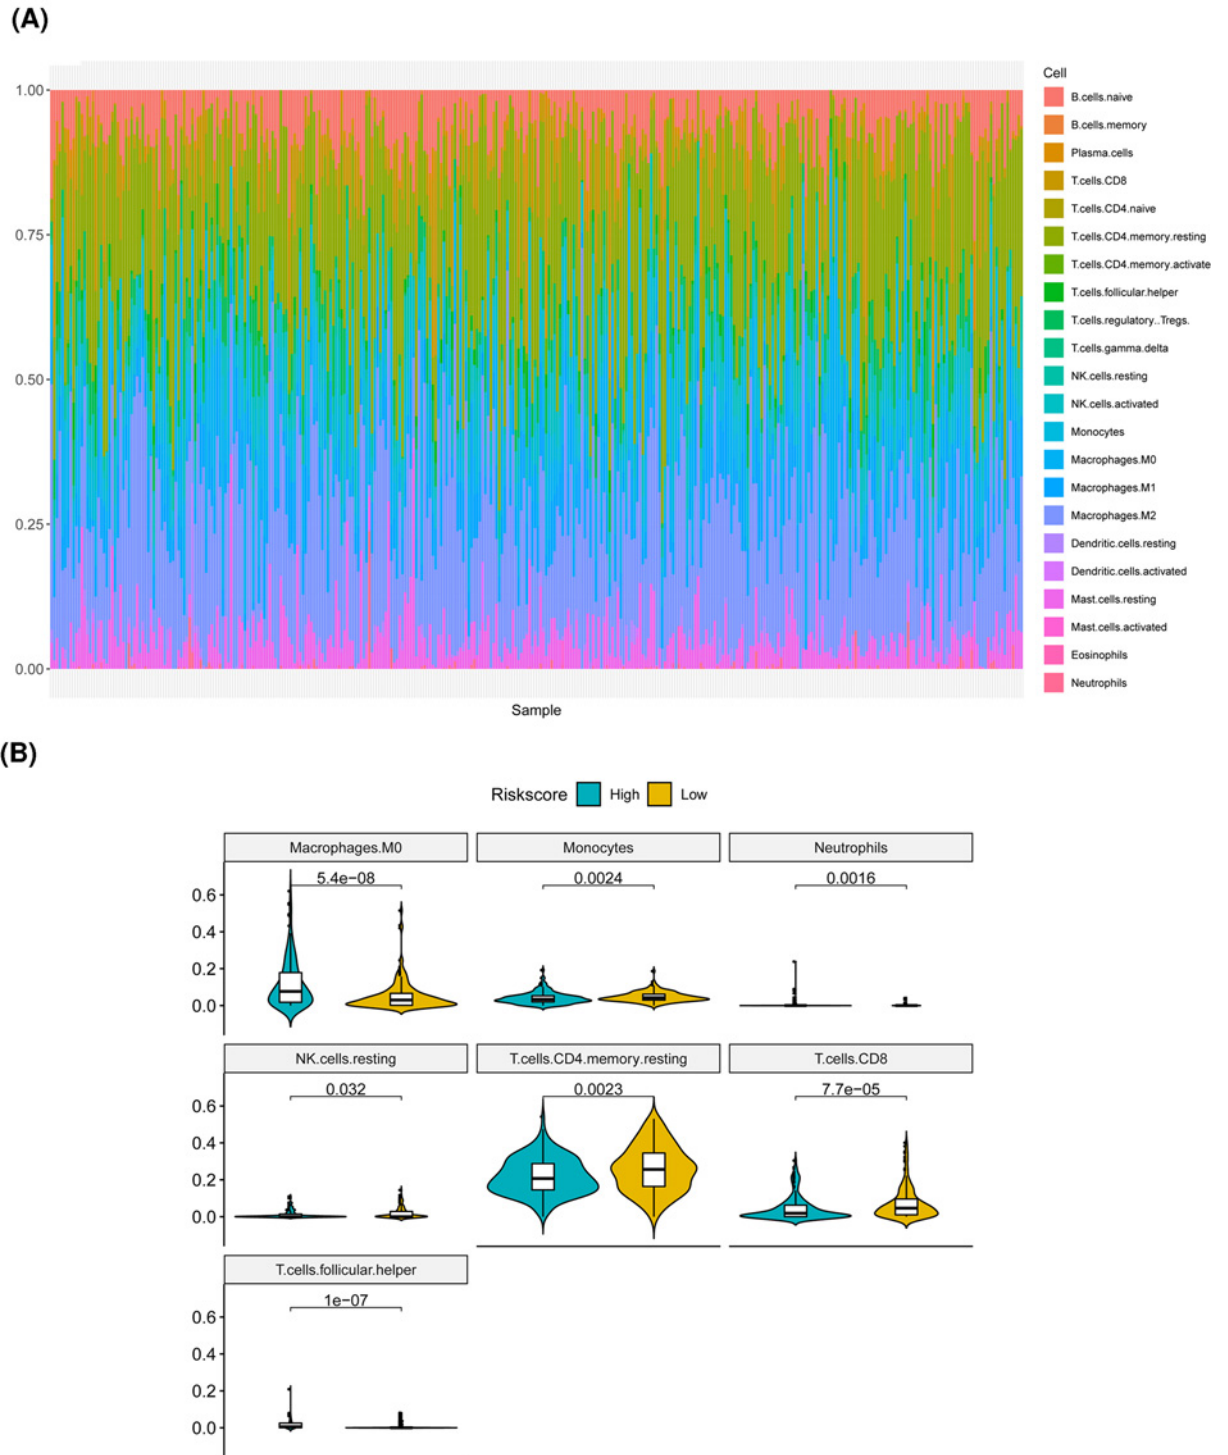 (A)
Cell
1.00
0.75
0.50
0.25
0.00
B.cells.naive
B.cells.memory
Plasma.cells
T.cells.CD8
T.cells.CD4.naive
T.cells.CD4.memory.resting
T.cells.CD4.memory.activate
T.cells.follicular.helper
T.cells.regulatory..Tregs.
T.cells.gamma.delta
NK.cells.resting
NK.cells.activated
Monocytes
Macrophages.M0
Macrophages.M1
Macrophages.M2
Dendritic.cells.resting
Dendritic.cells.activated
Mast.cells.resting
Mast.cells.activated
Eosinophils
Neutrophils
Sample
(B)
Riskscore High Low
Macrophages.M0 Monocytes Neutrophils
5.4e−08 0.0024 0.0016
0.6
0.4
0.2
0.0
NK.cells.resting T.cells.CD4.memory.resting T.cells.CD8
0.032 0.0023 7.7e−05
0.6
0.4
0.2
0.0
T.cells.follicular.helper
1e−07
0.6
0.4
0.2
0.0